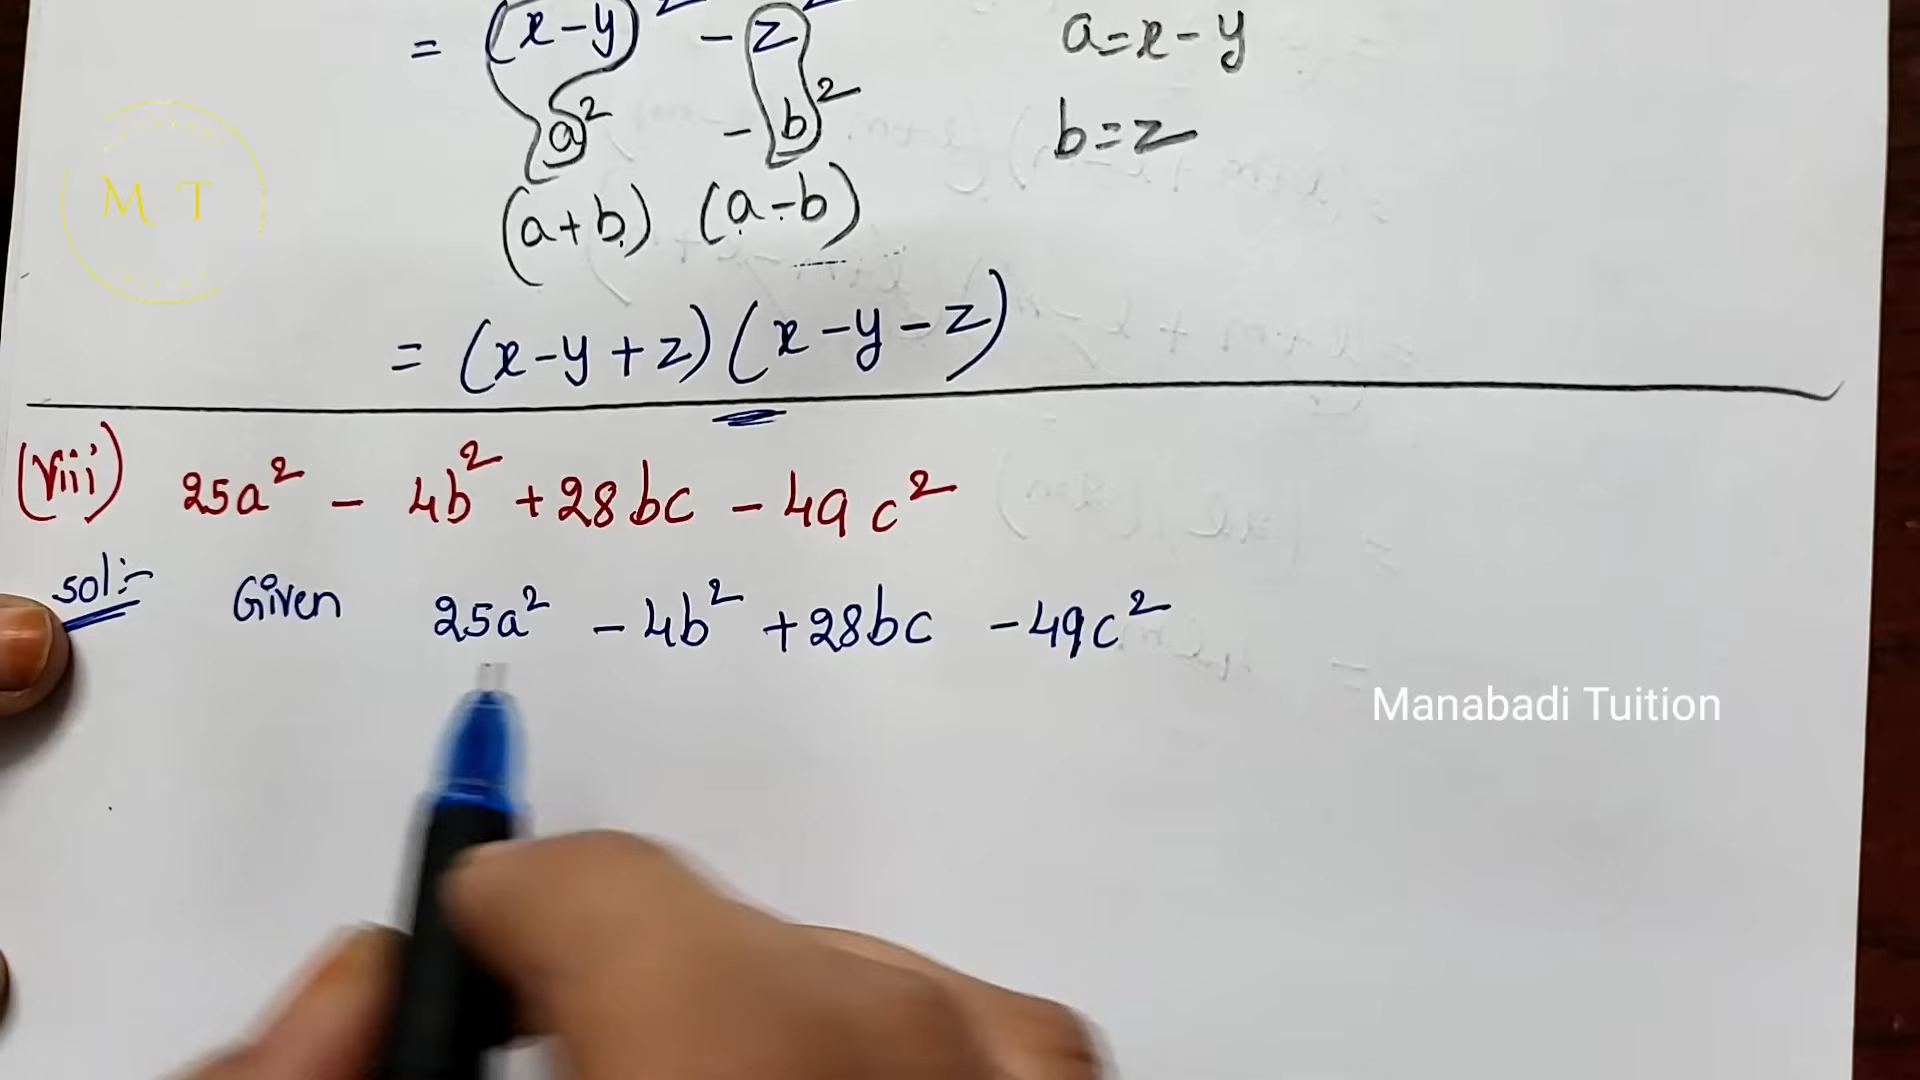 = (x-y)² - z²
a=x-y
a² - b²
b=z
(a+b) (a-b)
M T
= (x-y+z)(x-y-z)
(viii) 25a² - 4b² +28bc - 49c²
Sol:- Given 25a² - 4b² +28bc - 49c²
Manabadi Tuition